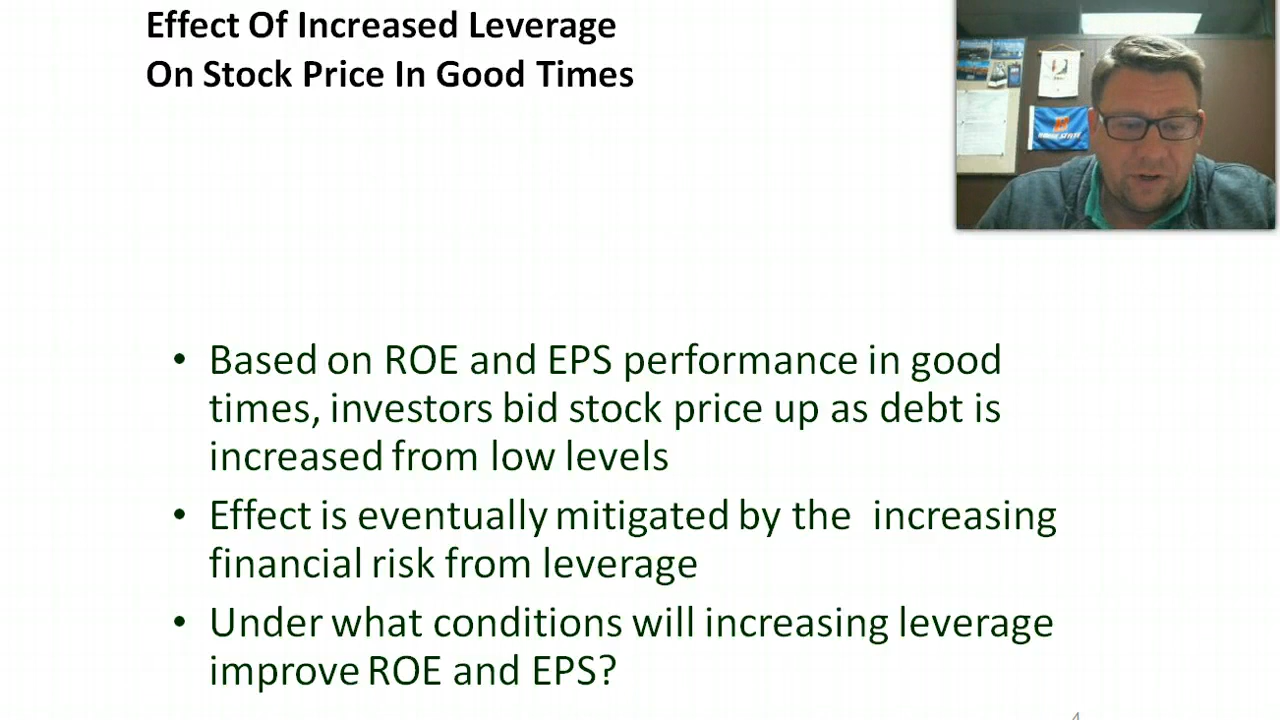 Effect Of Increased Leverage
On Stock Price In Good Times
• Based on ROE and EPS performance in good
times, investors bid stock price up as debt is
increased from low levels
• Effect is eventually mitigated by the increasing
financial risk from leverage
• Under what conditions will increasing leverage
improve ROE and EPS?